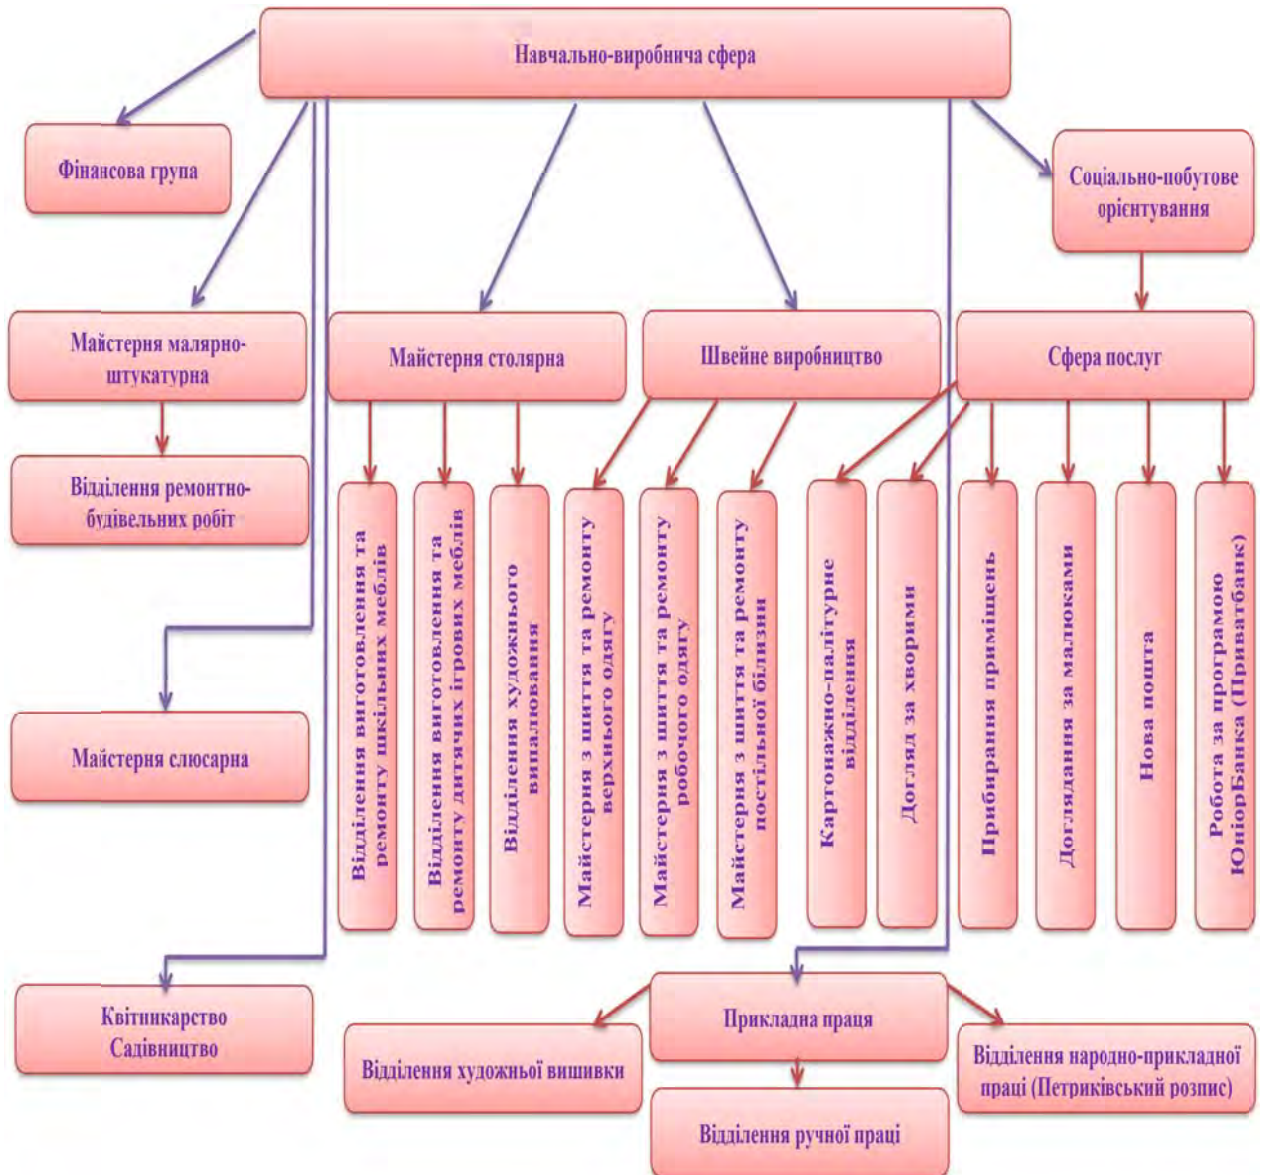 Навчально-виробнича сфера
Фінансова група
Соціально-побутове
орієнтування
Майстерня малярно-
штукатурна
Майстерня столярна
Швейне виробництво
Сфера послуг
Відділення ремонтно-
будівельних робіт
Відділення виготовлення та
ремонту шкільних меблів
Відділення виготовлення та
ремонту дитячих ігрових меблів
Відділення художнього
випалювання
Майстерня з шиття та ремонту
верхнього одягу
Майстерня з шиття та ремонту
робочого одягу
Майстерня з шиття та ремонту
постільної білизни
Картонажно-палітурне
відділення
Догляд за хворими
Прибирання приміщень
Доглядання за малюками
Нова пошта
Робота за програмою
ЮніорБанка (Приватбанк)
Майстерня слюсарна
Квітникарство
Садівництво
Прикладна праця
Відділення художньої вишивки
Відділення народно-прикладної
праці (Петриківський розпис)
Відділення ручної праці